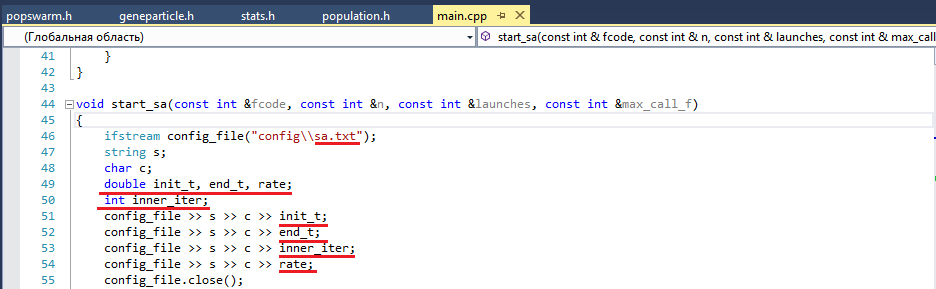 popswarm.h geneparticle.h stats.h population.h main.cpp
(Глобальная область) start_sa(const int & fcode, const int & n, const int & launches, const int & max_call_f
41 }
42 }
43
44 void start_sa(const int &fcode, const int &n, const int &launches, const int &max_call_f)
45 {
46 ifstream config_file("config\\sa.txt");
47 string s;
48 char c;
49 double init_t, end_t, rate;
50 int inner_iter;
51 config_file >> s >> c >> init_t;
52 config_file >> s >> c >> end_t;
53 config_file >> s >> c >> inner_iter;
54 config_file >> s >> c >> rate;
55 config_file.close();